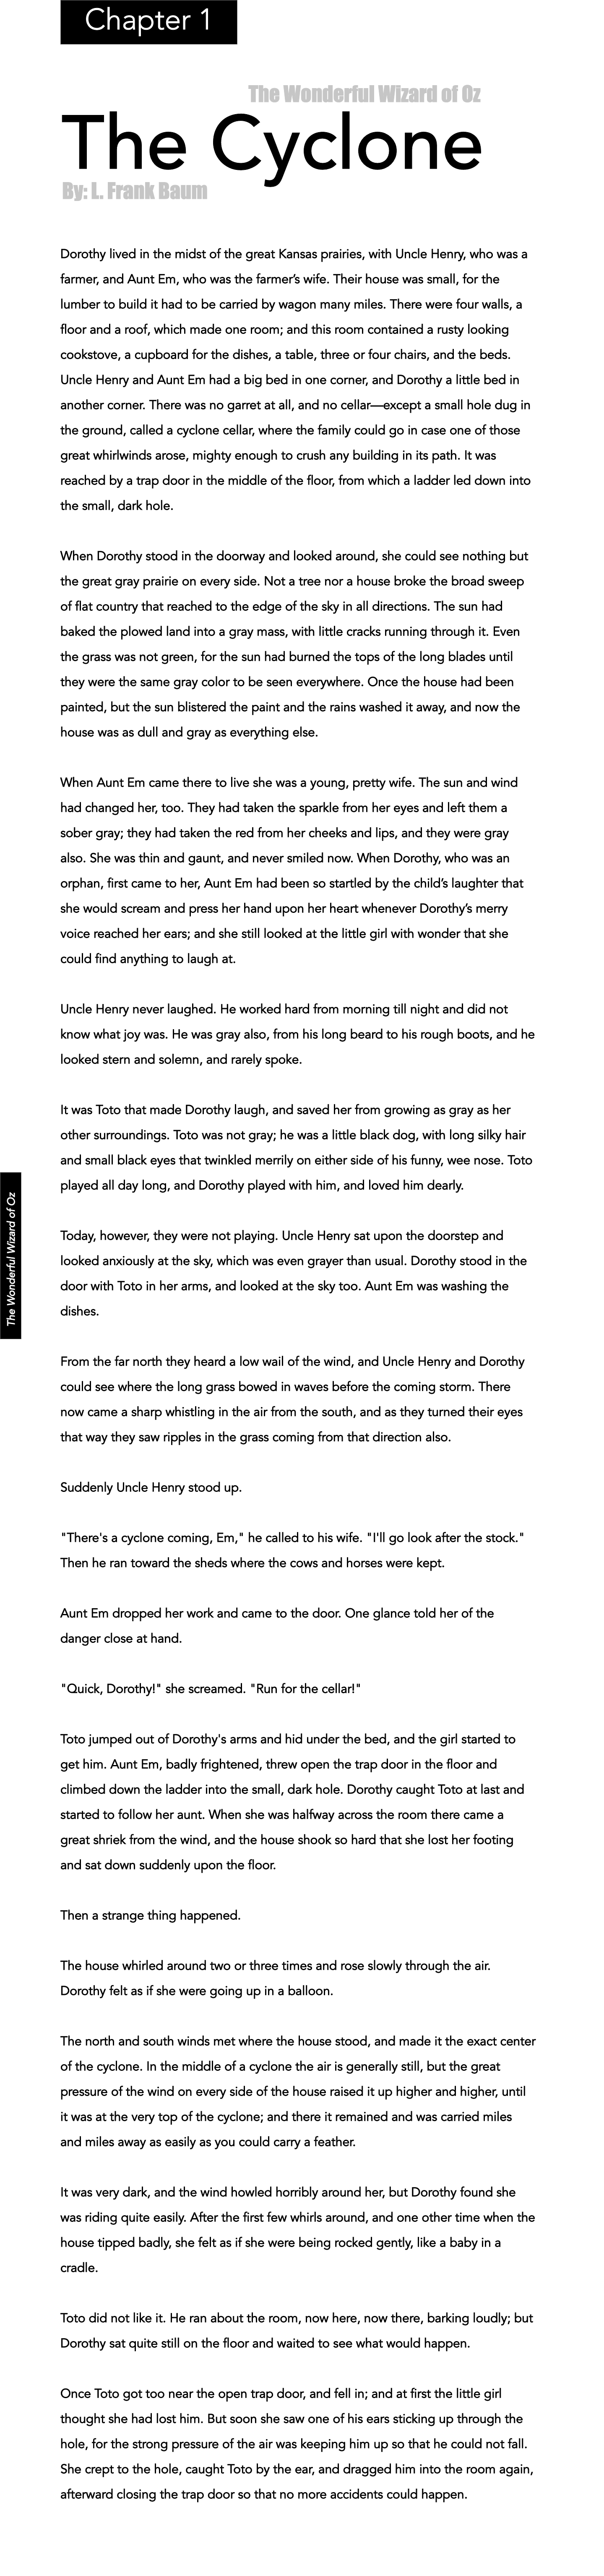 Chapter 1
The Wonderful Wizard of Oz
The Cyclone
By: L. Frank Baum
Dorothy lived in the midst of the great Kansas prairies, with Uncle Henry, who was a
farmer, and Aunt Em, who was the farmer’s wife. Their house was small, for the
lumber to build it had to be carried by wagon many miles. There were four walls, a
floor and a roof, which made one room; and this room contained a rusty looking
cookstove, a cupboard for the dishes, a table, three or four chairs, and the beds.
Uncle Henry and Aunt Em had a big bed in one corner, and Dorothy a little bed in
another corner. There was no garret at all, and no cellar—except a small hole dug in
the ground, called a cyclone cellar, where the family could go in case one of those
great whirlwinds arose, mighty enough to crush any building in its path. It was
reached by a trap door in the middle of the floor, from which a ladder led down into
the small, dark hole.
When Dorothy stood in the doorway and looked around, she could see nothing but
the great gray prairie on every side. Not a tree nor a house broke the broad sweep
of flat country that reached to the edge of the sky in all directions. The sun had
baked the plowed land into a gray mass, with little cracks running through it. Even
the grass was not green, for the sun had burned the tops of the long blades until
they were the same gray color to be seen everywhere. Once the house had been
painted, but the sun blistered the paint and the rains washed it away, and now the
house was as dull and gray as everything else.
When Aunt Em came there to live she was a young, pretty wife. The sun and wind
had changed her, too. They had taken the sparkle from her eyes and left them a
sober gray; they had taken the red from her cheeks and lips, and they were gray
also. She was thin and gaunt, and never smiled now. When Dorothy, who was an
orphan, first came to her, Aunt Em had been so startled by the child’s laughter that
she would scream and press her hand upon her heart whenever Dorothy’s merry
voice reached her ears; and she still looked at the little girl with wonder that she
could find anything to laugh at.
Uncle Henry never laughed. He worked hard from morning till night and did not
know what joy was. He was gray also, from his long beard to his rough boots, and he
looked stern and solemn, and rarely spoke.
It was Toto that made Dorothy laugh, and saved her from growing as gray as her
other surroundings. Toto was not gray; he was a little black dog, with long silky hair
and small black eyes that twinkled merrily on either side of his funny, wee nose. Toto
played all day long, and Dorothy played with him, and loved him dearly.
The Wonderful Wizard of Oz
Today, however, they were not playing. Uncle Henry sat upon the doorstep and
looked anxiously at the sky, which was even grayer than usual. Dorothy stood in the
door with Toto in her arms, and looked at the sky too. Aunt Em was washing the
dishes.
From the far north they heard a low wail of the wind, and Uncle Henry and Dorothy
could see where the long grass bowed in waves before the coming storm. There
now came a sharp whistling in the air from the south, and as they turned their eyes
that way they saw ripples in the grass coming from that direction also.
Suddenly Uncle Henry stood up.
"There's a cyclone coming, Em," he called to his wife. "I'll go look after the stock."
Then he ran toward the sheds where the cows and horses were kept.
Aunt Em dropped her work and came to the door. One glance told her of the
danger close at hand.
"Quick, Dorothy!" she screamed. "Run for the cellar!"
Toto jumped out of Dorothy's arms and hid under the bed, and the girl started to
get him. Aunt Em, badly frightened, threw open the trap door in the floor and
climbed down the ladder into the small, dark hole. Dorothy caught Toto at last and
started to follow her aunt. When she was halfway across the room there came a
great shriek from the wind, and the house shook so hard that she lost her footing
and sat down suddenly upon the floor.
Then a strange thing happened.
The house whirled around two or three times and rose slowly through the air.
Dorothy felt as if she were going up in a balloon.
The north and south winds met where the house stood, and made it the exact center
of the cyclone. In the middle of a cyclone the air is generally still, but the great
pressure of the wind on every side of the house raised it up higher and higher, until
it was at the very top of the cyclone; and there it remained and was carried miles
and miles away as easily as you could carry a feather.
It was very dark, and the wind howled horribly around her, but Dorothy found she
was riding quite easily. After the first few whirls around, and one other time when the
house tipped badly, she felt as if she were being rocked gently, like a baby in a
cradle.
Toto did not like it. He ran about the room, now here, now there, barking loudly; but
Dorothy sat quite still on the floor and waited to see what would happen.
Once Toto got too near the open trap door, and fell in; and at first the little girl
thought she had lost him. But soon she saw one of his ears sticking up through the
hole, for the strong pressure of the air was keeping him up so that he could not fall.
She crept to the hole, caught Toto by the ear, and dragged him into the room again,
afterward closing the trap door so that no more accidents could happen.